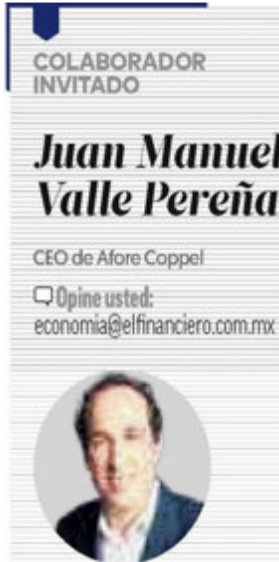 COLABORADOR
INVITADO
Juan Manuel
Valle Pereña
CEO de Afore Coppel
Opine usted:
economia@elfinanciero.com.mx